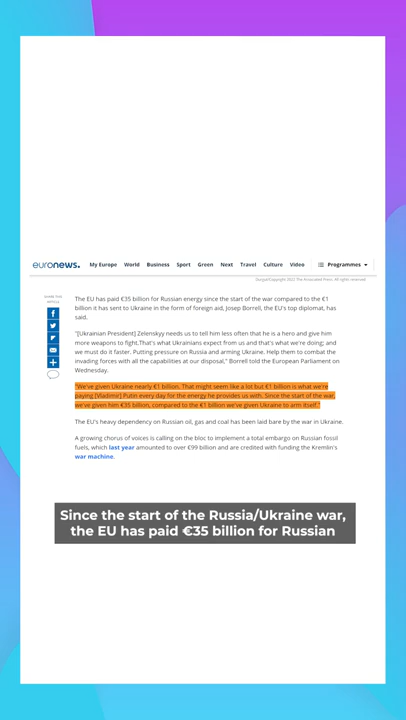 euronews.
My Europe World Business Sport Green Next Travel Culture Video Programmes
Copyright 2022 The Associated Press. All rights reserved
SHARE THIS
ARTICLE
The EU has paid €35 billion for Russian energy since the start of the war compared to the €1
billion it has sent to Ukraine in the form of foreign aid, Josep Borrell, the EU's top diplomat, has
said.
"[Ukrainian President] Zelenskyy needs us to tell him less often that he is a hero and give him
more weapons to fight.That's what Ukrainians expect from us and that's what we're doing; and
we must do it faster. Putting pressure on Russia and arming Ukraine. Help them to combat the
invading forces with all the capabilities at our disposal," Borrell told the European Parliament on
Wednesday.
"We've given Ukraine nearly €1 billion. That might seem like a lot but €1 billion is what we're
paying [Vladimir] Putin every day for the energy he provides us with. Since the start of the war,
we've given him €35 billion, compared to the €1 billion we've given Ukraine to arm itself."
The EU's heavy dependency on Russian oil, gas and coal has been laid bare by the war in Ukraine.
A growing chorus of voices is calling on the bloc to implement a total embargo on Russian fossil
fuels, which last year amounted to over €99 billion and are credited with funding the Kremlin's
war machine.
Since the start of the Russia/Ukraine war,
the EU has paid €35 billion for Russian